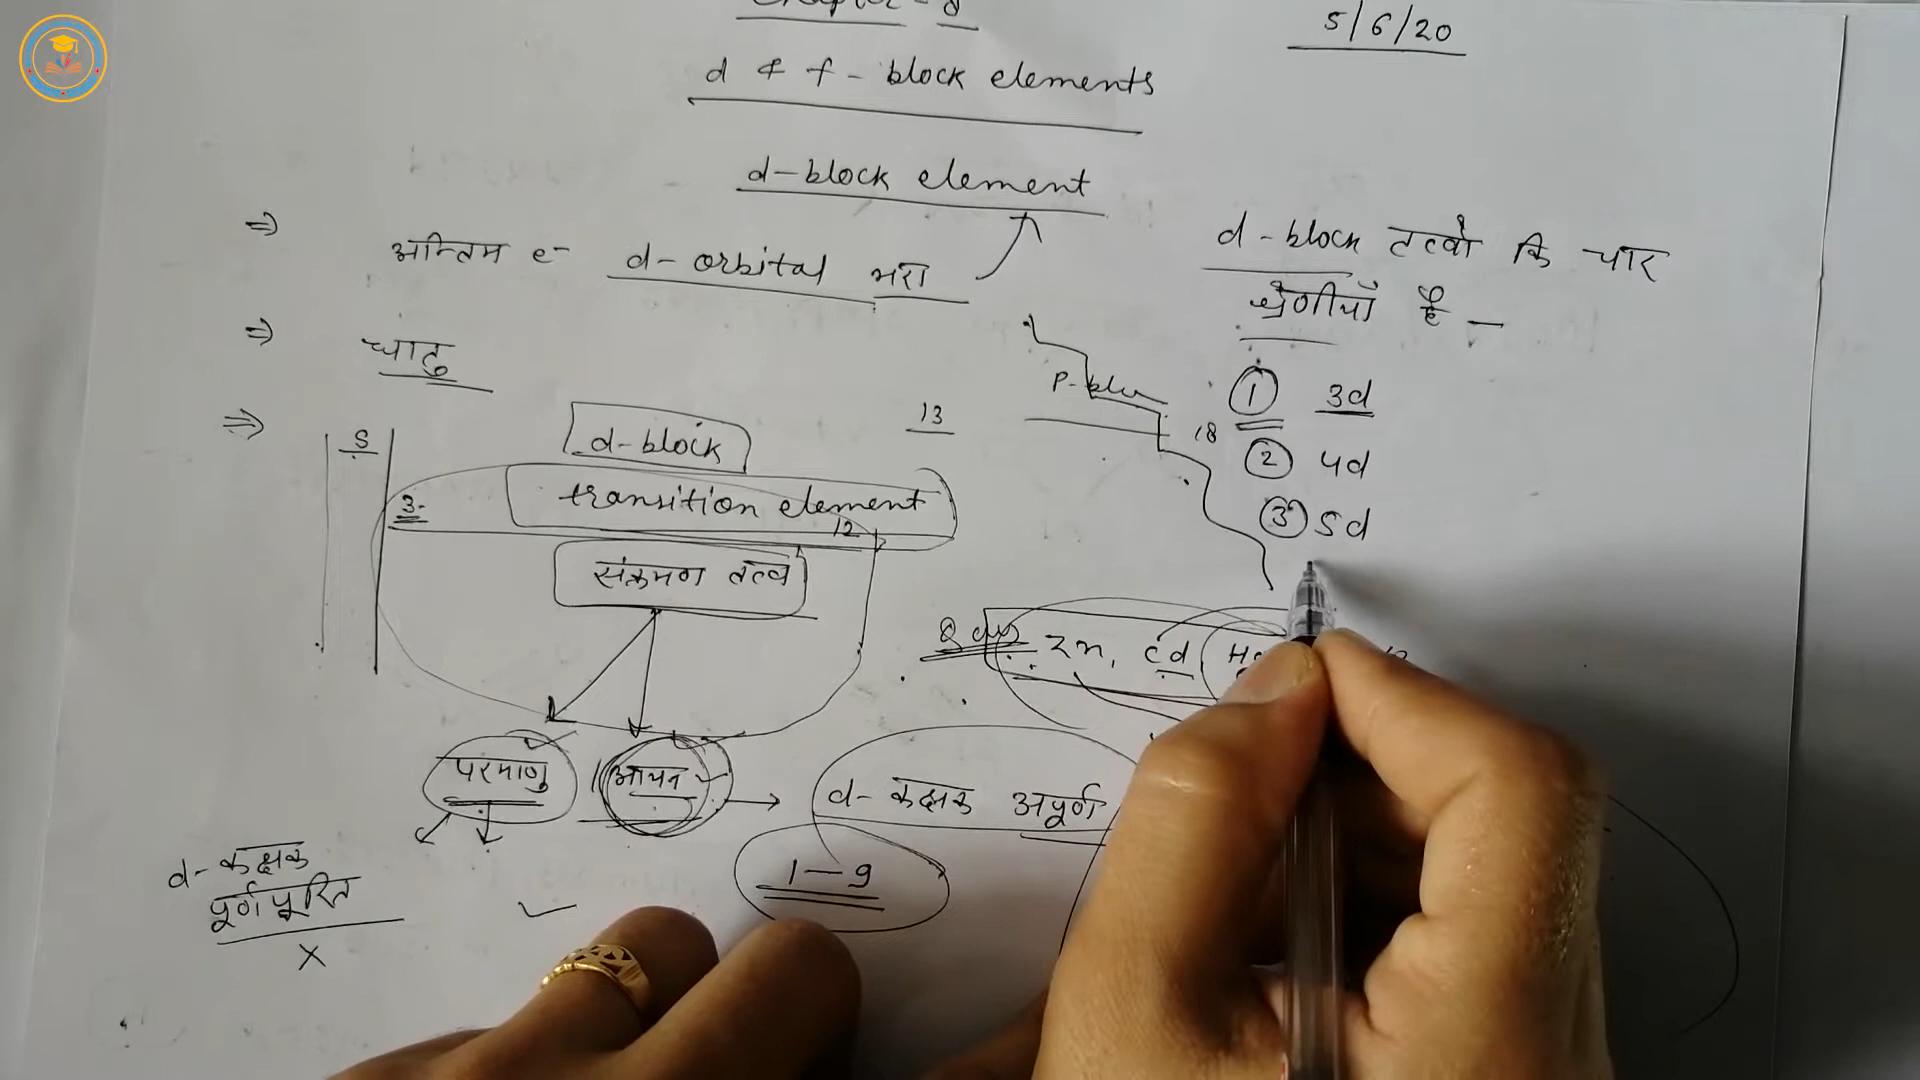 5/6/20
d & f - block elements
d-block element
⇒ अन्तिम e- d-orbital भरा
⇒ धातु
⇒ S
d-block
13
3-
transition element
12
संक्रमण तत्व
परमाणु
आयन
→ d-कक्षक अपूर्ण
1-9
d-कक्षक
पूर्ण पूरित
x
d-block तत्वो कि चार
श्रेणीयाँ है -
P-
18
① 3d
② 4d
③ 5d
Zn, Cd